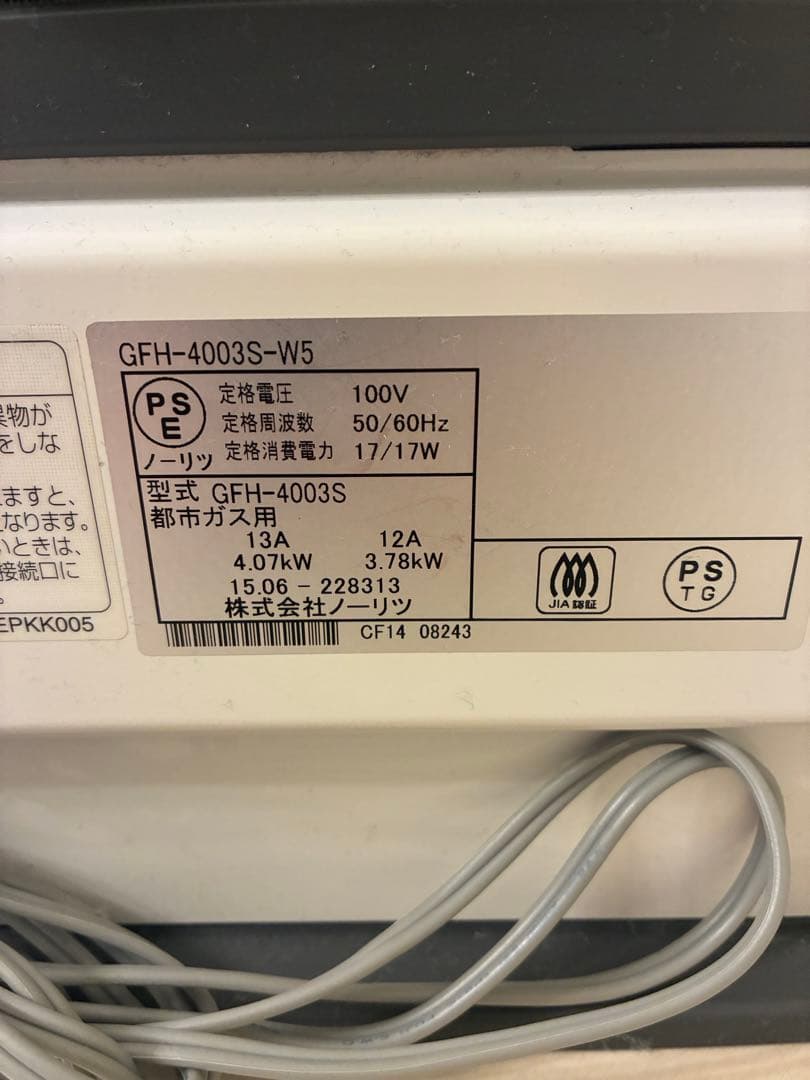 GFH-4003S-W5
PS
E
ノーリツ
定格電圧 100V
定格周波数 50/60Hz
定格消費電力 17/17W
型式 GFH-4003S
都市ガス用
13A 12A
4.07kW 3.78kW
15.06-228313
株式会社ノーリツ
CF14 08243
JIA認証
PS
TG
物が
をしな
ますと、
なります。
いときは、
接続口に
。
EPKK005